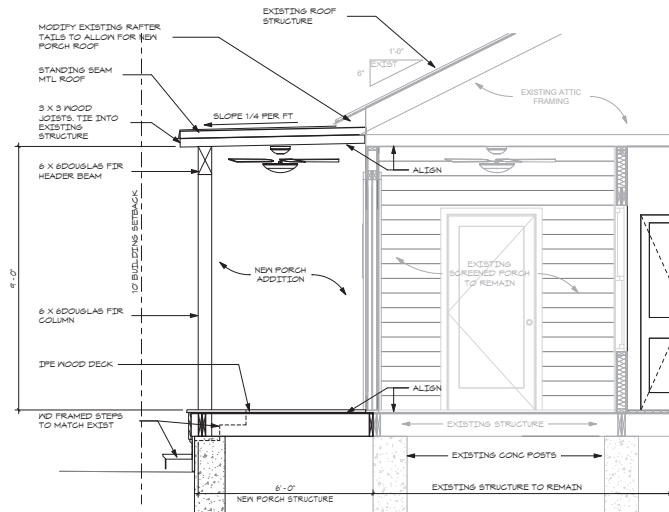 EXISTING ROOF
STRUCTURE
MODIFY EXISTING RAFTER
TAILS TO ALLOW FOR NEW
PORCH ROOF
1'-0"
EXIST
6"
STANDING SEAM
MTL ROOF
EXISTING ATTIC
FRAMING
3 X 3 WOOD
JOISTS. TIE INTO
EXISTING
STRUCTURE
SLOPE 1/4 PER FT
6 X 6DOUGLAS FIR
HEADER BEAM
ALIGN
10' BUILDING SETBACK
9'-0"
NEW PORCH
ADDITION
EXISTING
SCREENED PORCH
TO REMAIN
6 X 6DOUGLAS FIR
COLUMN
IPE WOOD DECK
ALIGN
WD FRAMED STEPS
TO MATCH EXIST
EXISTING STRUCTURE
EXISTING CONC POSTS
6'-0"
NEW PORCH STRUCTURE
EXISTING STRUCTURE TO REMAIN